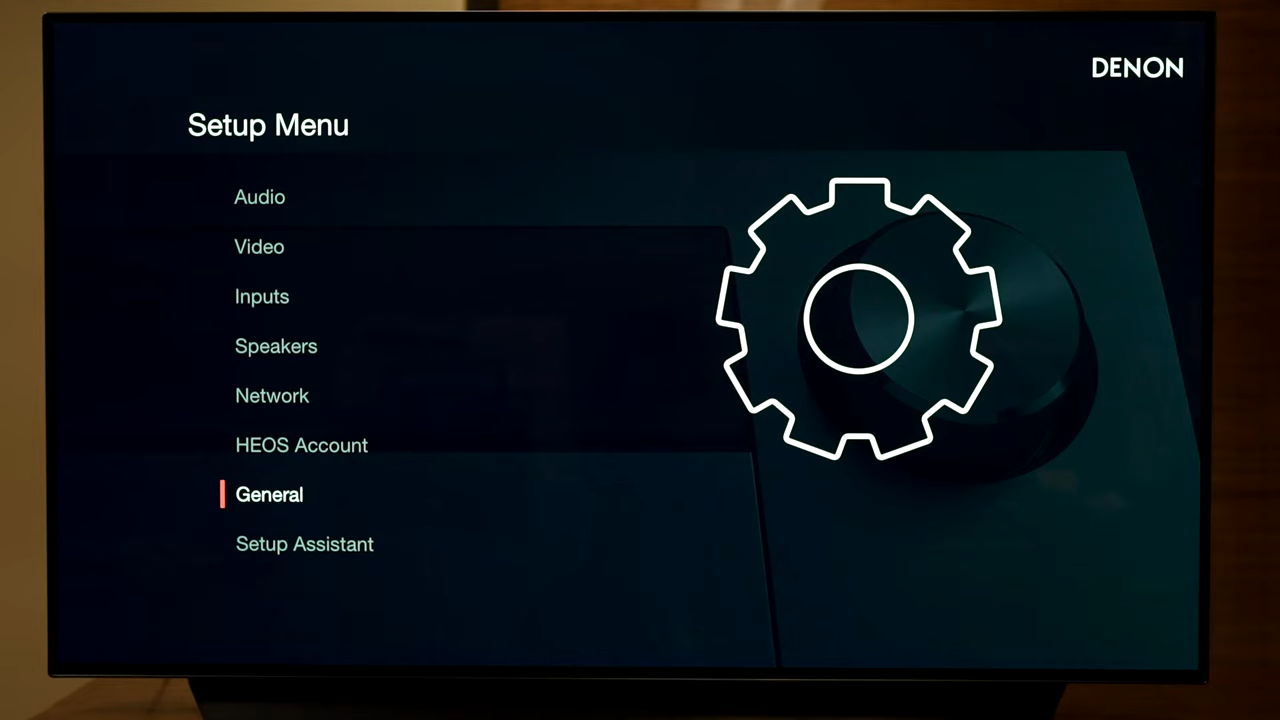 DENON
Setup Menu
Audio
Video
Inputs
Speakers
Network
HEOS Account
General
Setup Assistant